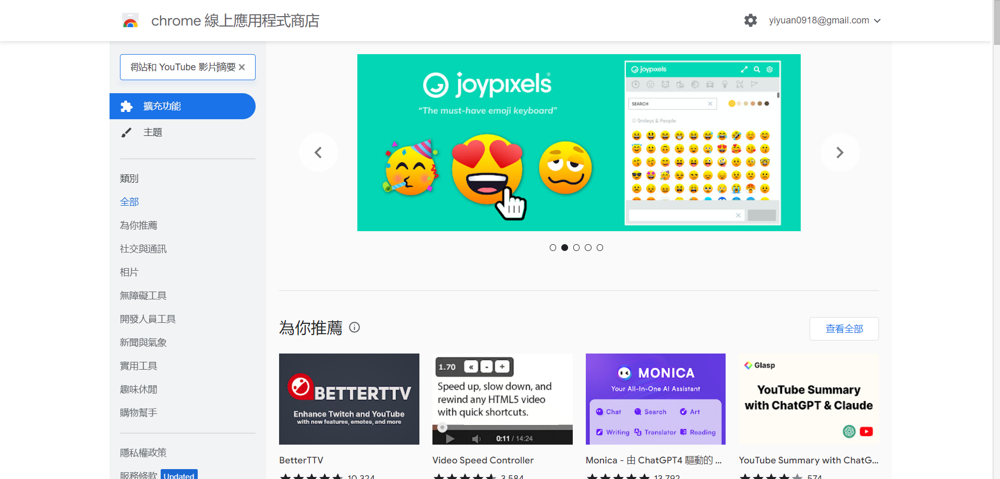 chrome 線上應用程式商店
yiyuan0918@gmail.com
網站和 YouTube 影片摘要
擴充功能
主題
類別
全部
為你推薦
社交與通訊
相片
無障礙工具
開發人員工具
新聞與氣象
實用工具
趣味休閒
購物幫手
隱私權政策
服務條款 Updated
joypixels®
“The must-have emoji keyboard”
joypixels
SEARCH
Smileys & People
為你推薦
查看全部
BETTERTTV
Enhance Twitch and YouTube
with new features, emotes, and more
BetterTTV
10,324
1.70 « - +
Speed up, slow down, and
rewind any HTML5 video
with quick shortcuts.
0:11 / 14:24
Video Speed Controller
3,584
MONICA
Your All-In-One AI Assistant
Chat Search Art
Writing Translator Reading
Monica - 由 ChatGPT4 驅動的 ...
13,792
Glasp
YouTube Summary
with ChatGPT & Claude
YouTube Summary with ChatG...
574